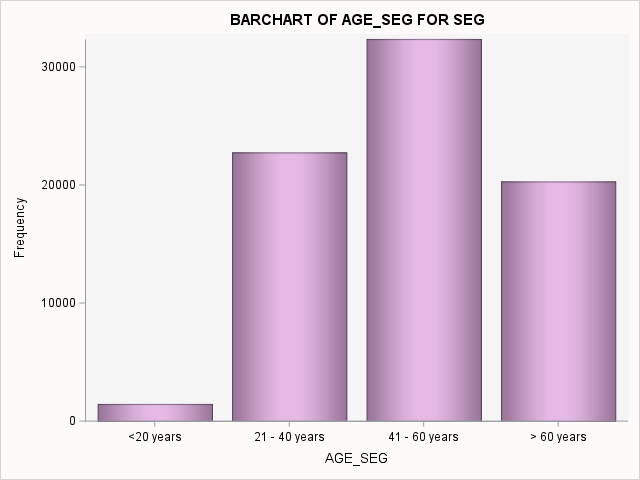 BARCHART OF AGE_SEG FOR SEG
30000
20000
10000
0
Frequency
<20 years
21 - 40 years
41 - 60 years
> 60 years
AGE_SEG